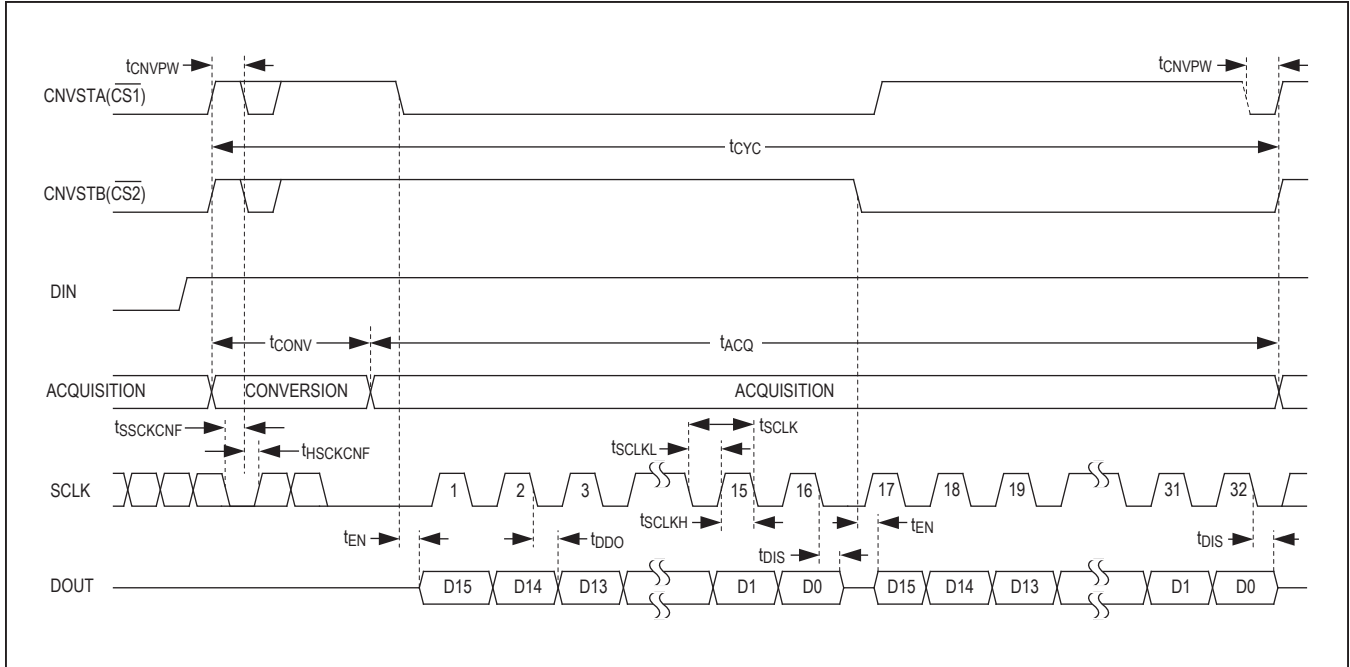 tCNVPW
tCNVPW
CNVSTA(CS1)
tCYC
CNVSTB(CS2)
DIN
tCONV
tACQ
ACQUISITION
CONVERSION
ACQUISITION
tSSCKCNF
tHSCKCNF
tSCLKL
tSCLK
SCLK
1 2 3 15 16 17 18 19 31 32
tSCLKH
tEN
tDDO
tDIS
tEN
tDIS
DOUT
D15 D14 D13 D1 D0 D15 D14 D13 D1 D0